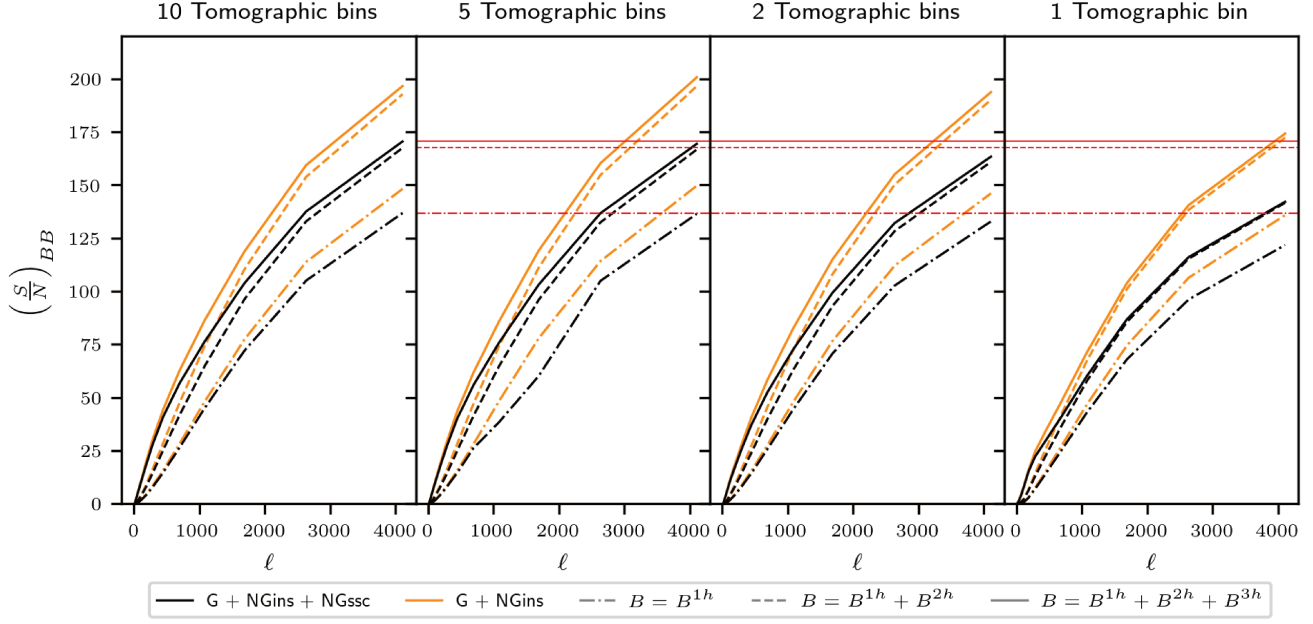 10 Tomographic bins 5 Tomographic bins 2 Tomographic bins 1 Tomographic bin
200
175
150
125
100
75
50
25
0
(S/N)BB
0 1000 2000 3000 4000 0 1000 2000 3000 4000 0 1000 2000 3000 4000 0 1000 2000 3000 4000
ℓ ℓ ℓ ℓ
G + NGins + NGssc G + NGins B = B^{1h} B = B^{1h} + B^{2h} B = B^{1h} + B^{2h} + B^{3h}